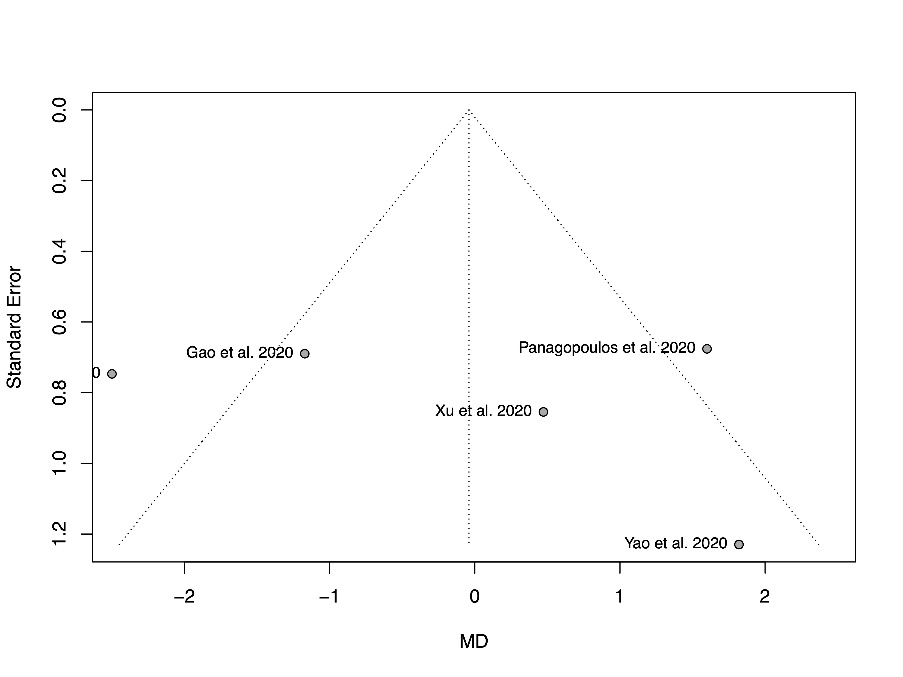 0.0
0.2
0.4
0.6
0.8
1.0
1.2
Standard Error
Panagopoulos et al. 2020
Gao et al. 2020
0
Xu et al. 2020
Yao et al. 2020
−2
−1
0
1
2
MD